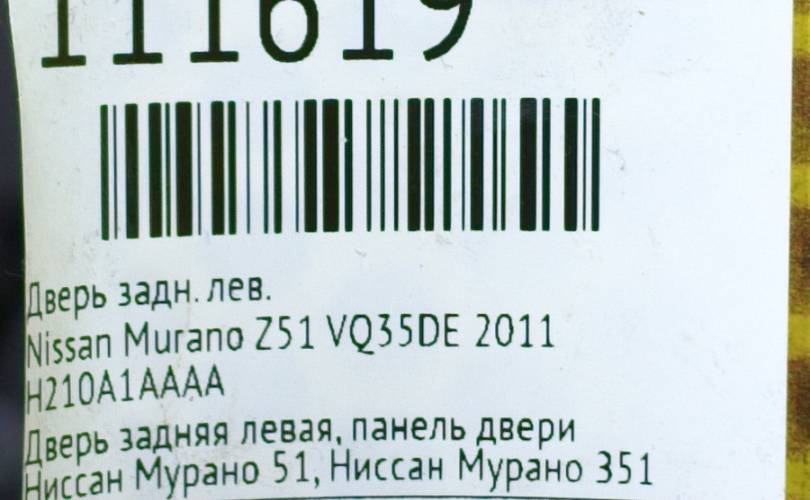 111619
Дверь задн. лев.
Nissan Murano Z51 VQ35DE 2011
H210A1AAAA
Дверь задняя левая, панель двери
Ниссан Мурано 51, Ниссан Мурано З51